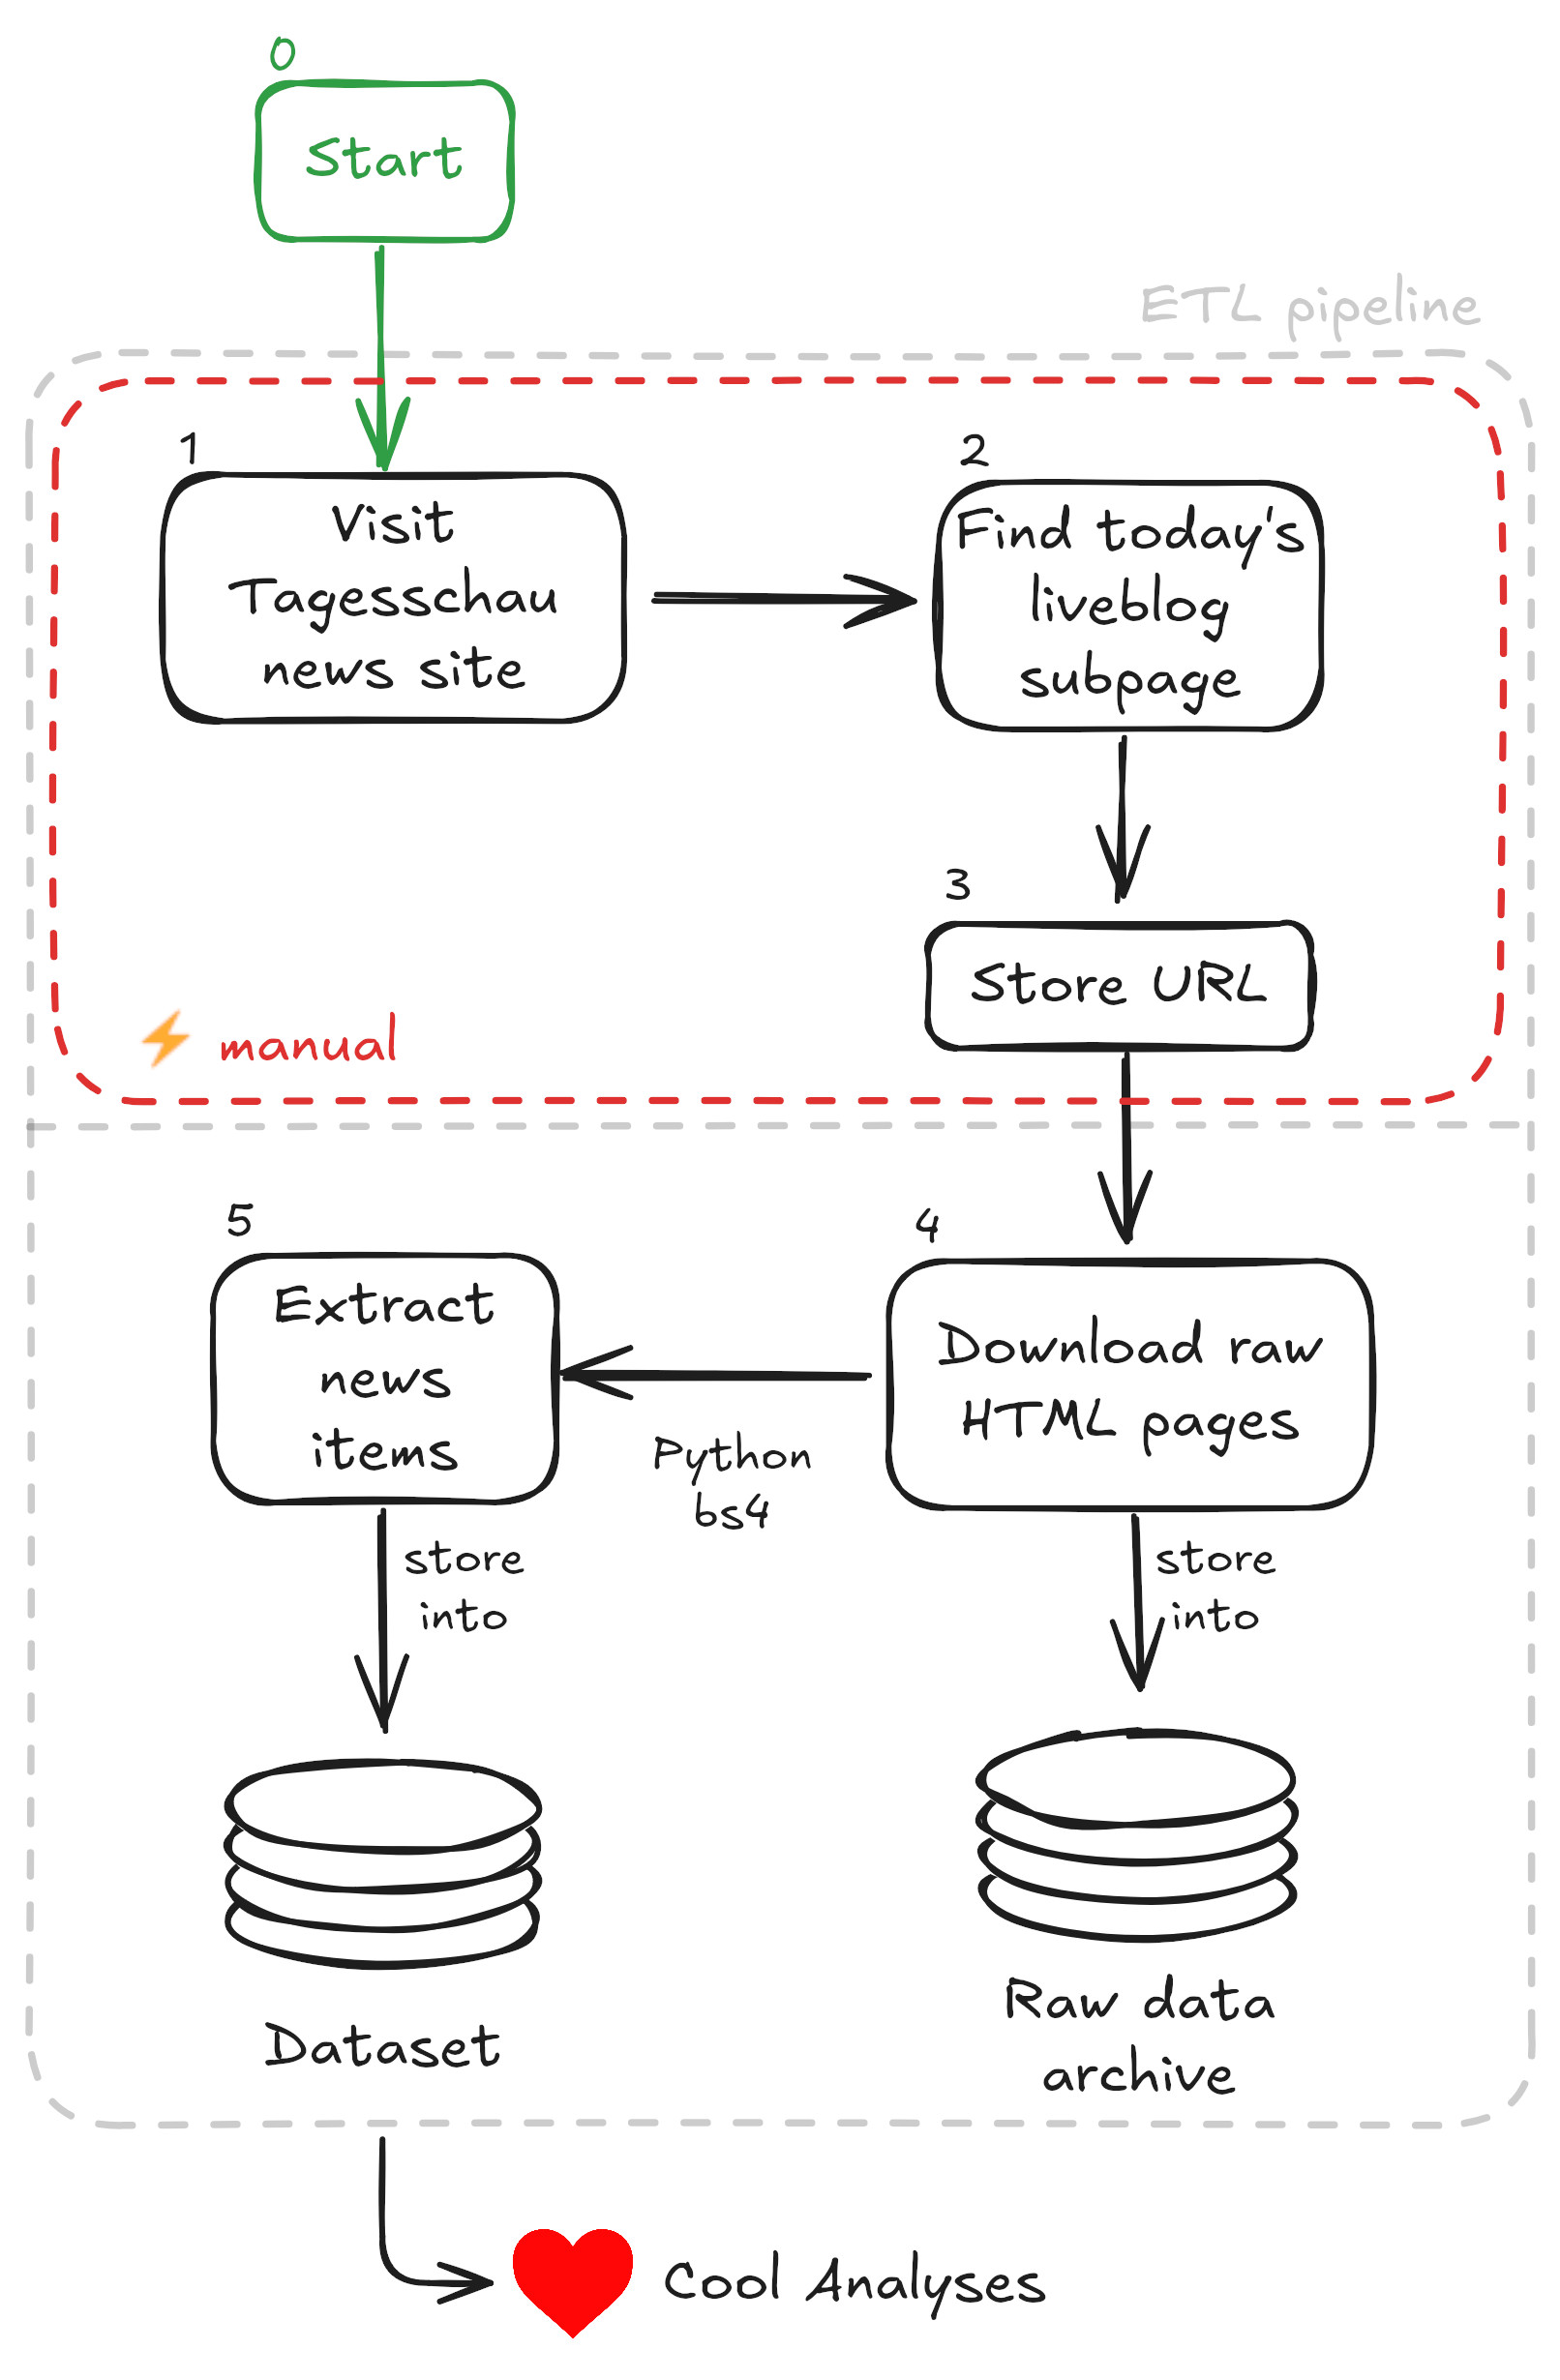 0
Start
ETL pipeline
1
Visit
Tagesschau
news site
2
Find today's
liveblog
subpage
3
Store URL
manual
4
Download raw
HTML pages
5
Extract
news
items
Python
bs4
store
into
store
into
Dataset
Raw data
archive
Cool Analyses